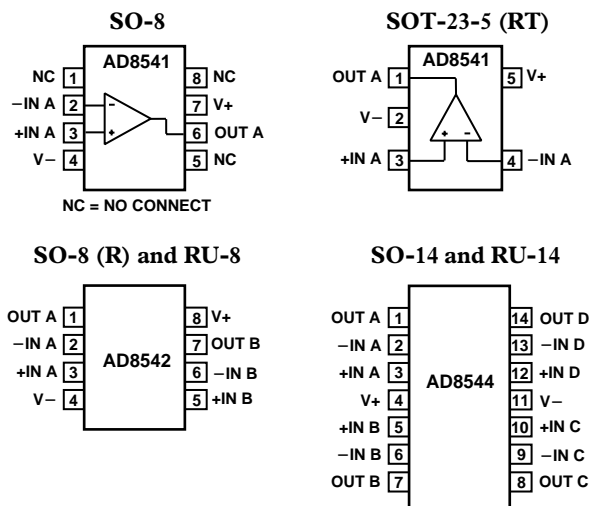 SO-8
AD8541
NC 1
8 NC
−IN A 2
7 V+
+IN A 3
6 OUT A
V− 4
5 NC
− +
NC = NO CONNECT
SOT-23-5 (RT)
AD8541
OUT A 1
5 V+
V− 2
+IN A 3
4 −IN A
+ −
SO-8 (R) and RU-8
AD8542
OUT A 1
8 V+
−IN A 2
7 OUT B
+IN A 3
6 −IN B
V− 4
5 +IN B
SO-14 and RU-14
AD8544
OUT A 1
14 OUT D
−IN A 2
13 −IN D
+IN A 3
12 +IN D
V+ 4
11 V−
+IN B 5
10 +IN C
−IN B 6
9 −IN C
OUT B 7
8 OUT C